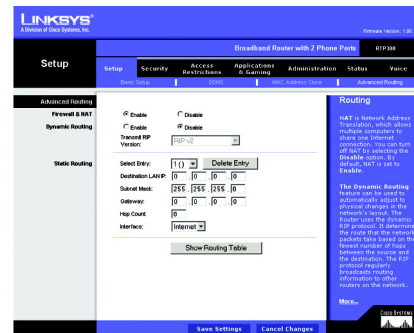 LINKSYS®
A Division of Cisco Systems, Inc.
Firmware Version: 1.00
Broadband Router with 2 Phone Ports
RTP300
Setup
Setup
Security
Access Restrictions
Applications & Gaming
Administration
Status
Voice
Basic Setup
DDNS
MAC Address Clone
Advanced Routing
Advanced Routing
Firewall & NAT
Enable
Disable
Dynamic Routing
Enable
Disable
Transmit RIP Version:
RIP v2
Static Routing
Select Entry:
1 ()
Delete Entry
Destination LAN IP:
0 . 0 . 0 . 0
Subnet Mask:
255 . 255 . 255 . 0
Gateway:
0 . 0 . 0 . 0
Hop Count:
0
Interface:
Internet
Show Routing Table
Routing
NAT is Network Address
Translation, which allows
multiple computers to
share one Internet
connection. You can turn
off NAT by selecting the
Disable option. By
default, NAT is set to
Enable.
The Dynamic Routing
feature can be used to
automatically adjust to
physical changes in the
network's layout. The
Router uses the dynamic
RIP protocol. It determine
the route that the network
packets take based on the
fewest number of hops
between the source and
the destination. The RIP
protocol regularly
broadcasts routing
information to other
routers on the network.
More...
CISCO SYSTEMS
Save Settings
Cancel Changes